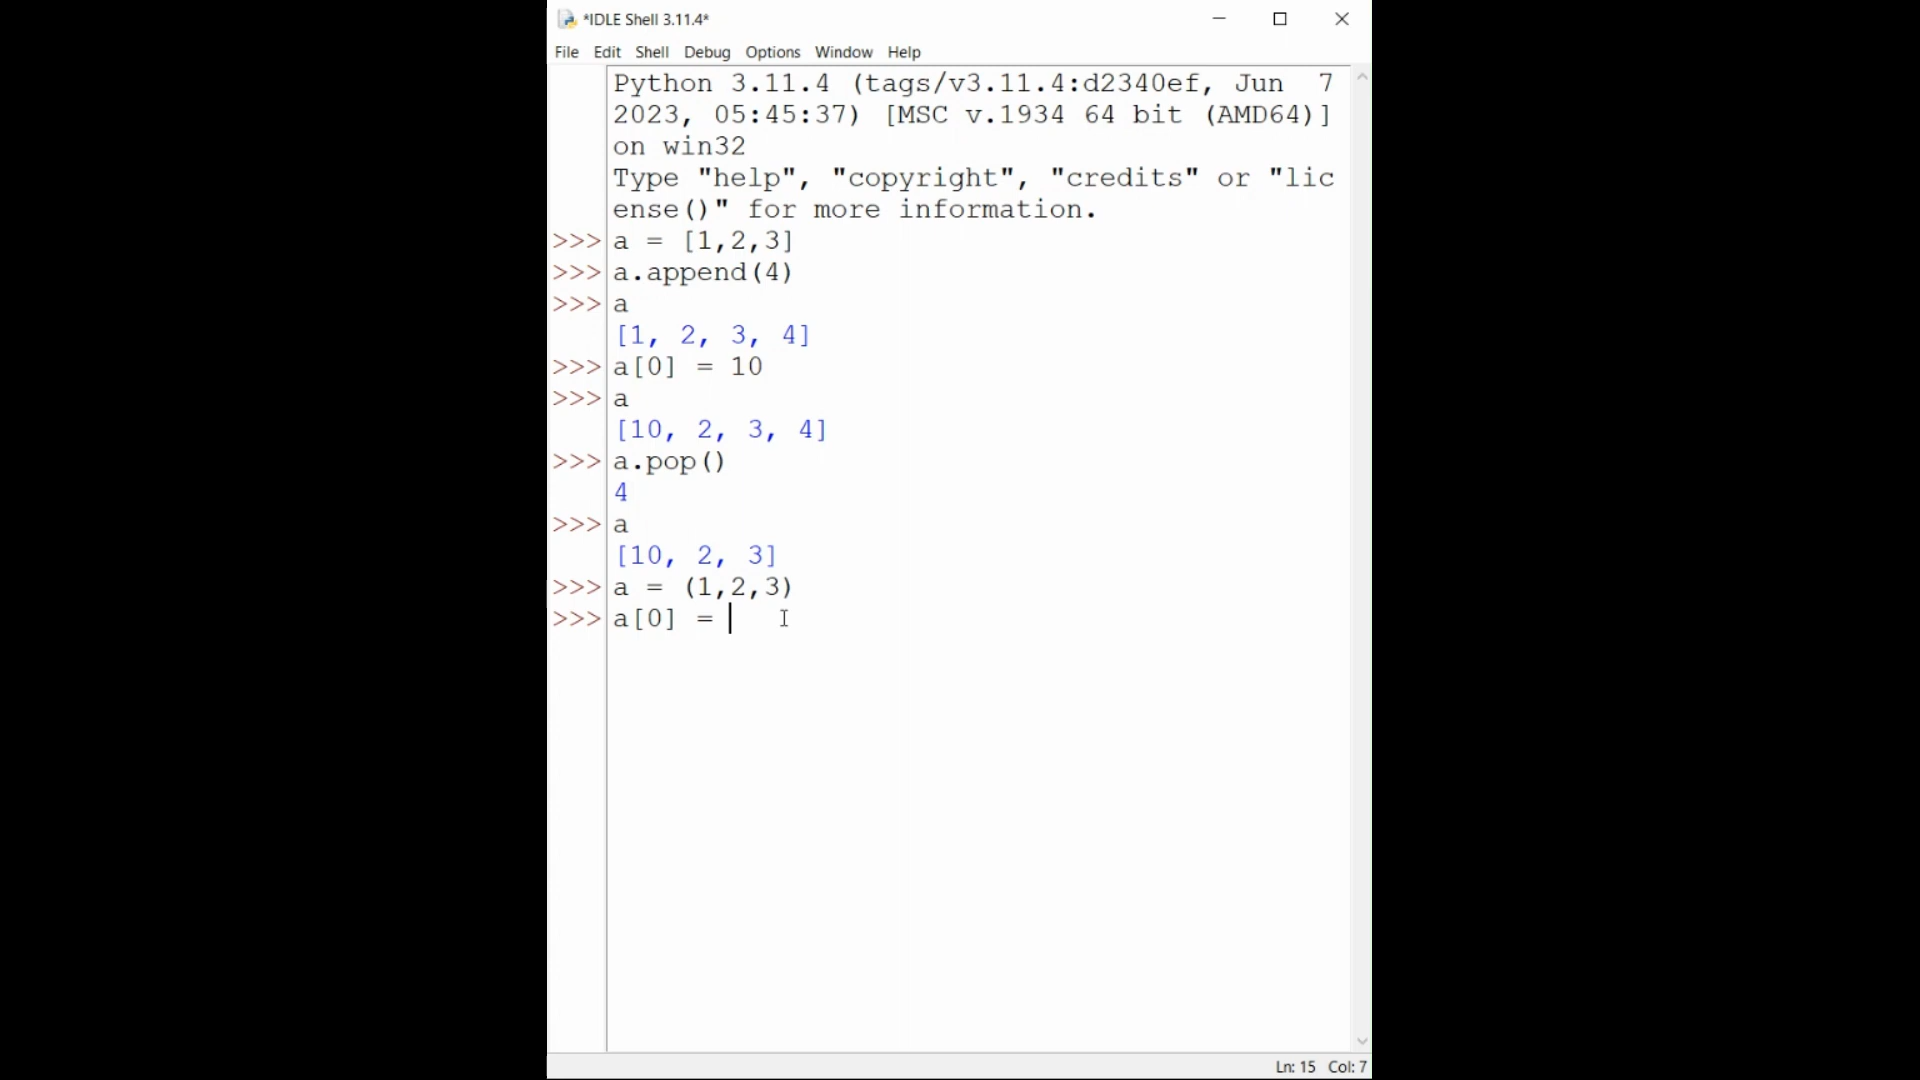 *IDLE Shell 3.11.4*
File Edit Shell Debug Options Window Help
Python 3.11.4 (tags/v3.11.4:d2340ef, Jun  7
2023, 05:45:37) [MSC v.1934 64 bit (AMD64)]
on win32
Type "help", "copyright", "credits" or "lic
ense()" for more information.
>>> a = [1,2,3]
>>> a.append(4)
>>> a
[1, 2, 3, 4]
>>> a[0] = 10
>>> a
[10, 2, 3, 4]
>>> a.pop()
4
>>> a
[10, 2, 3]
>>> a = (1,2,3)
>>> a[0] =
Ln: 15 Col: 7